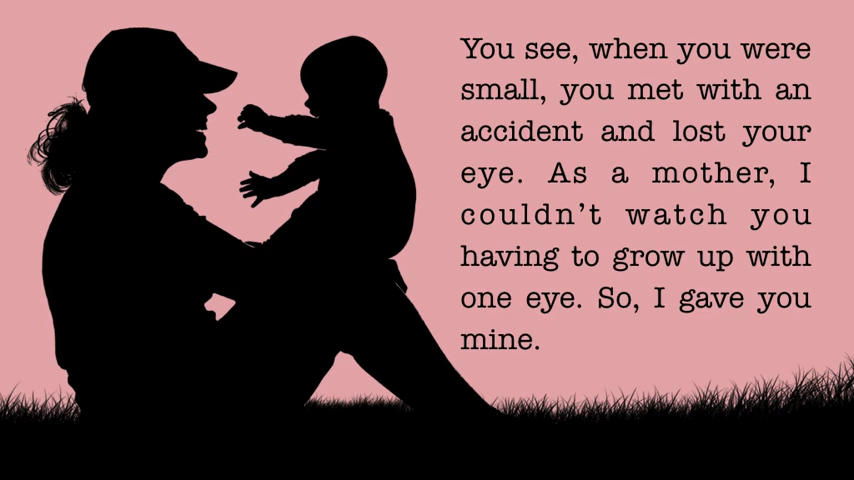 You see, when you were
small, you met with an
accident and lost your
eye. As a mother, I
couldn’t watch you
having to grow up with
one eye. So, I gave you
mine.